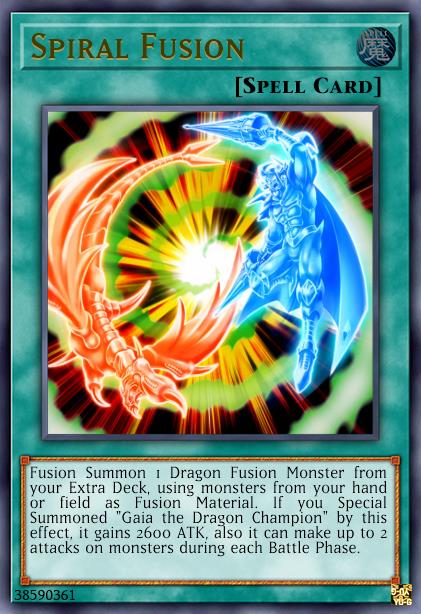 Spiral Fusion
魔
[Spell Card]
Fusion Summon 1 Dragon Fusion Monster from
your Extra Deck, using monsters from your hand
or field as Fusion Material. If you Special
Summoned "Gaia the Dragon Champion" by this
effect, it gains 2600 ATK, also it can make up to 2
attacks on monsters during each Battle Phase.
38590361